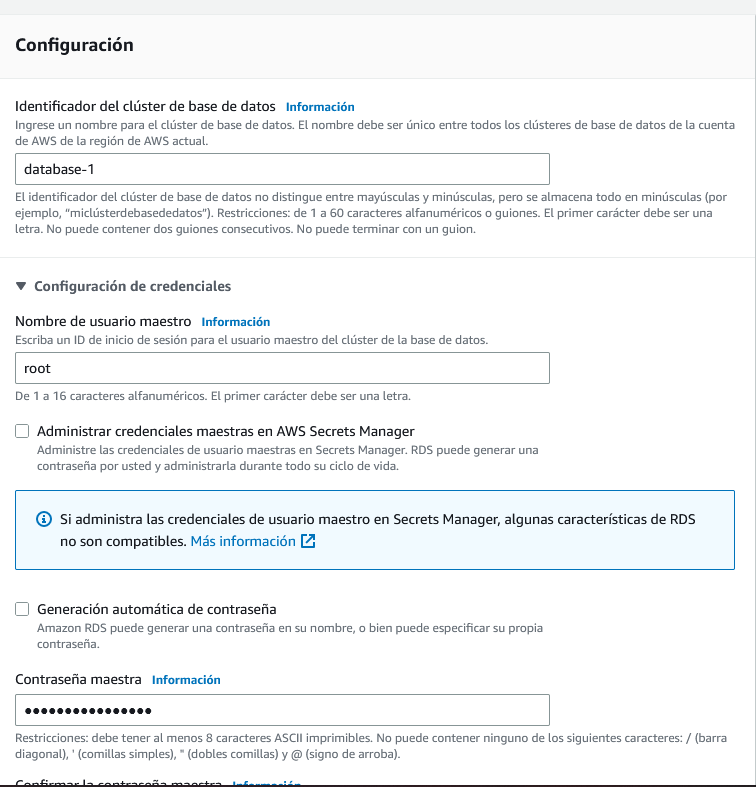 Configuración
Identificador del clúster de base de datos Información
Ingrese un nombre para el clúster de base de datos. El nombre debe ser único entre todos los clústeres de base de datos de la cuenta
de AWS de la región de AWS actual.
database-1
El identificador del clúster de base de datos no distingue entre mayúsculas y minúsculas, pero se almacena todo en minúsculas (por
ejemplo, “miclústerdebasededatos”). Restricciones: de 1 a 60 caracteres alfanuméricos o guiones. El primer carácter debe ser una
letra. No puede contener dos guiones consecutivos. No puede terminar con un guion.
Configuración de credenciales
Nombre de usuario maestro Información
Escriba un ID de inicio de sesión para el usuario maestro del clúster de la base de datos.
root
De 1 a 16 caracteres alfanuméricos. El primer carácter debe ser una letra.
Administrar credenciales maestras en AWS Secrets Manager
Administre las credenciales de usuario maestras en Secrets Manager. RDS puede generar una
contraseña por usted y administrarla durante todo su ciclo de vida.
Si administra las credenciales de usuario maestro en Secrets Manager, algunas características de RDS
no son compatibles. Más información
Generación automática de contraseña
Amazon RDS puede generar una contraseña en su nombre, o bien puede especificar su propia
contraseña.
Contraseña maestra Información
••••••••••••••••
Restricciones: debe tener al menos 8 caracteres ASCII imprimibles. No puede contener ninguno de los siguientes caracteres: / (barra
diagonal), ' (comillas simples), " (dobles comillas) y @ (signo de arroba).
Confirmar la contraseña maestra Información